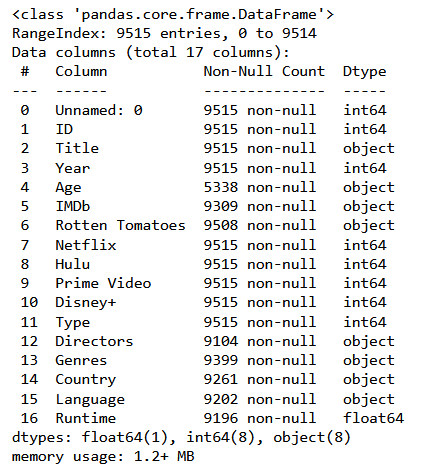 <class 'pandas.core.frame.DataFrame'>
RangeIndex: 9515 entries, 0 to 9514
Data columns (total 17 columns):
 #   Column           Non-Null Count  Dtype
---  ------           --------------  -----
 0   Unnamed: 0       9515 non-null   int64
 1   ID               9515 non-null   int64
 2   Title            9515 non-null   object
 3   Year             9515 non-null   int64
 4   Age              5338 non-null   object
 5   IMDb             9309 non-null   object
 6   Rotten Tomatoes  9508 non-null   object
 7   Netflix          9515 non-null   int64
 8   Hulu             9515 non-null   int64
 9   Prime Video      9515 non-null   int64
 10  Disney+          9515 non-null   int64
 11  Type             9515 non-null   int64
 12  Directors        9104 non-null   object
 13  Genres           9399 non-null   object
 14  Country          9261 non-null   object
 15  Language         9202 non-null   object
 16  Runtime          9196 non-null   float64
dtypes: float64(1), int64(8), object(8)
memory usage: 1.2+ MB